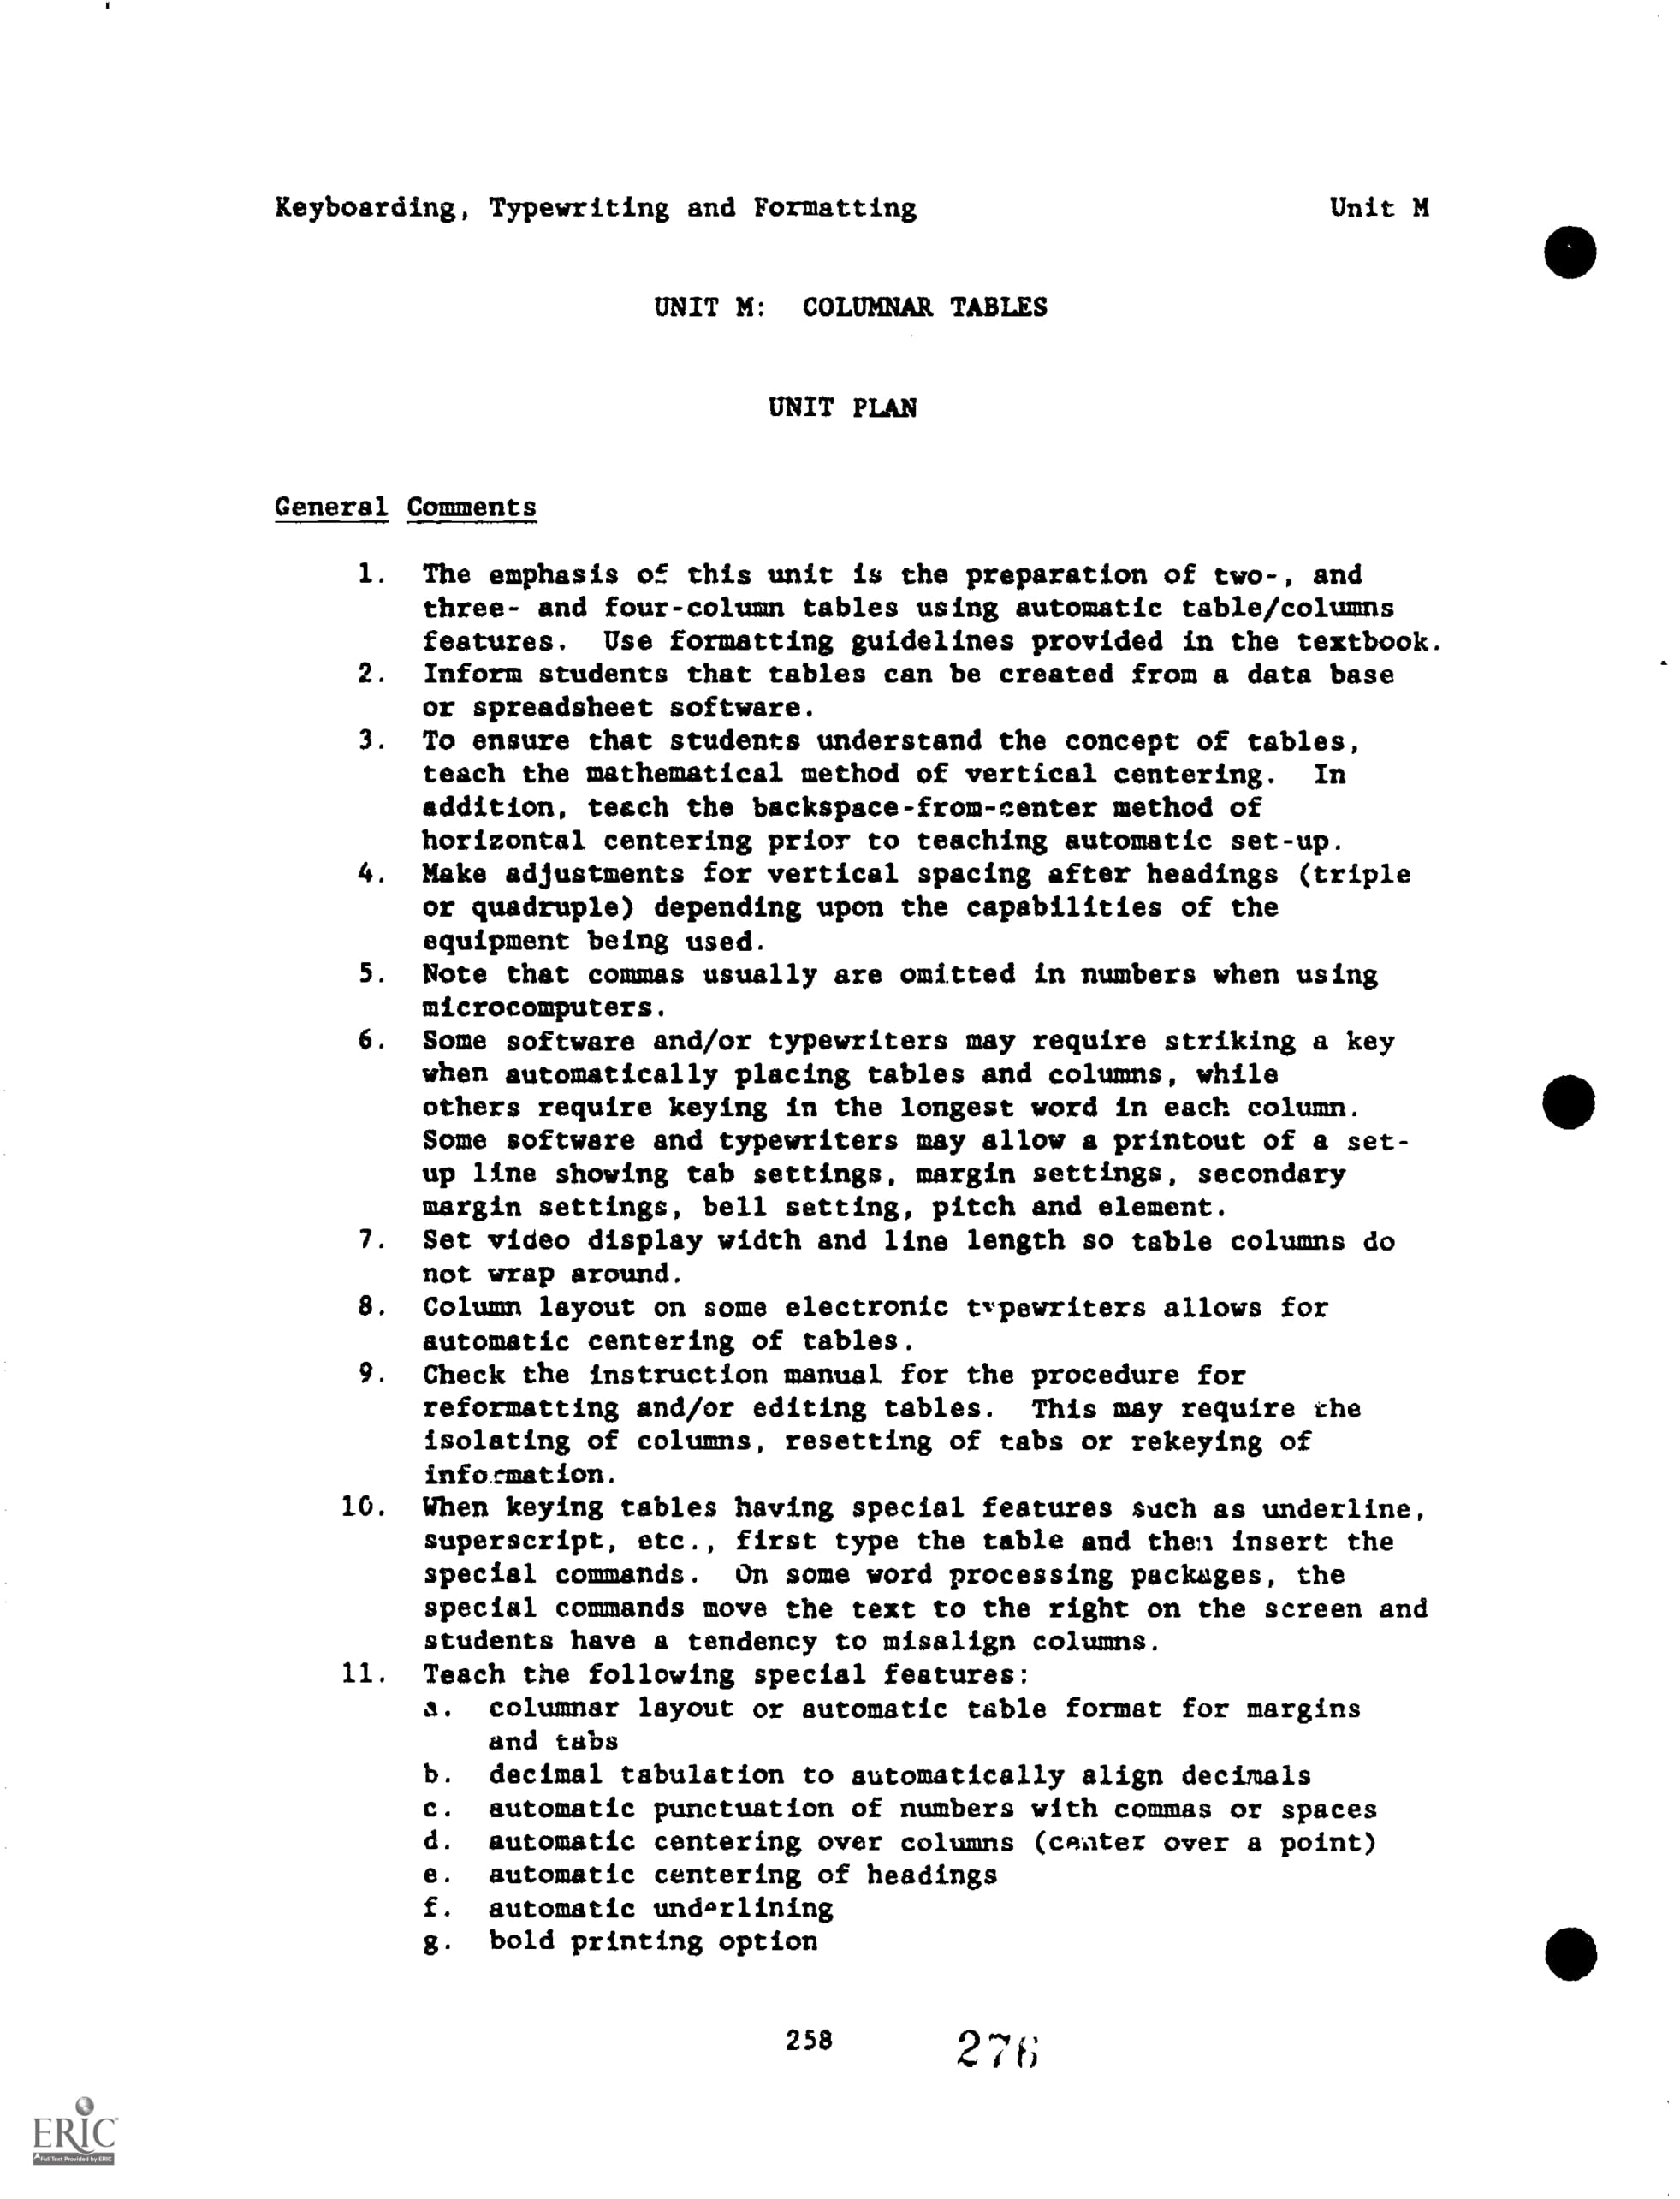 Keyboarding, Typewriting and Formatting Unit M
UNIT M: COLUMNAR TABLES
UNIT PLAN
General Comments
1. The emphasis of this unit is the preparation of two-, and
three- and four-column tables using automatic table/columns
features. Use formatting guidelines provided in the textbook.
2. Inform students that tables can be created from a data base
or spreadsheet software.
3. To ensure that students understand the concept of tables,
teach the mathematical method of vertical centering. In
addition, teach the backspace-from-center method of
horizontal centering prior to teaching automatic set-up.
4. Make adjustments for vertical spacing after headings (triple
or quadruple) depending upon the capabilities of the
equipment being used.
5. Note that commas usually are omitted in numbers when using
microcomputers.
6. Some software and/or typewriters may require striking a key
when automatically placing tables and columns, while
others require keying in the longest word in each column.
Some software and typewriters may allow a printout of a set-
up line showing tab settings, margin settings, secondary
margin settings, bell setting, pitch and element.
7. Set video display width and line length so table columns do
not wrap around.
8. Column layout on some electronic typewriters allows for
automatic centering of tables.
9. Check the instruction manual for the procedure for
reformatting and/or editing tables. This may require the
isolating of columns, resetting of tabs or rekeying of
information.
10. When keying tables having special features such as underline,
superscript, etc., first type the table and then insert the
special commands. On some word processing packages, the
special commands move the text to the right on the screen and
students have a tendency to misalign columns.
11. Teach the following special features:
a. columnar layout or automatic table format for margins
and tabs
b. decimal tabulation to automatically align decimals
c. automatic punctuation of numbers with commas or spaces
d. automatic centering over columns (center over a point)
e. automatic centering of headings
f. automatic underlining
g. bold printing option
258 276
ERIC
Full Text Provided by ERIC